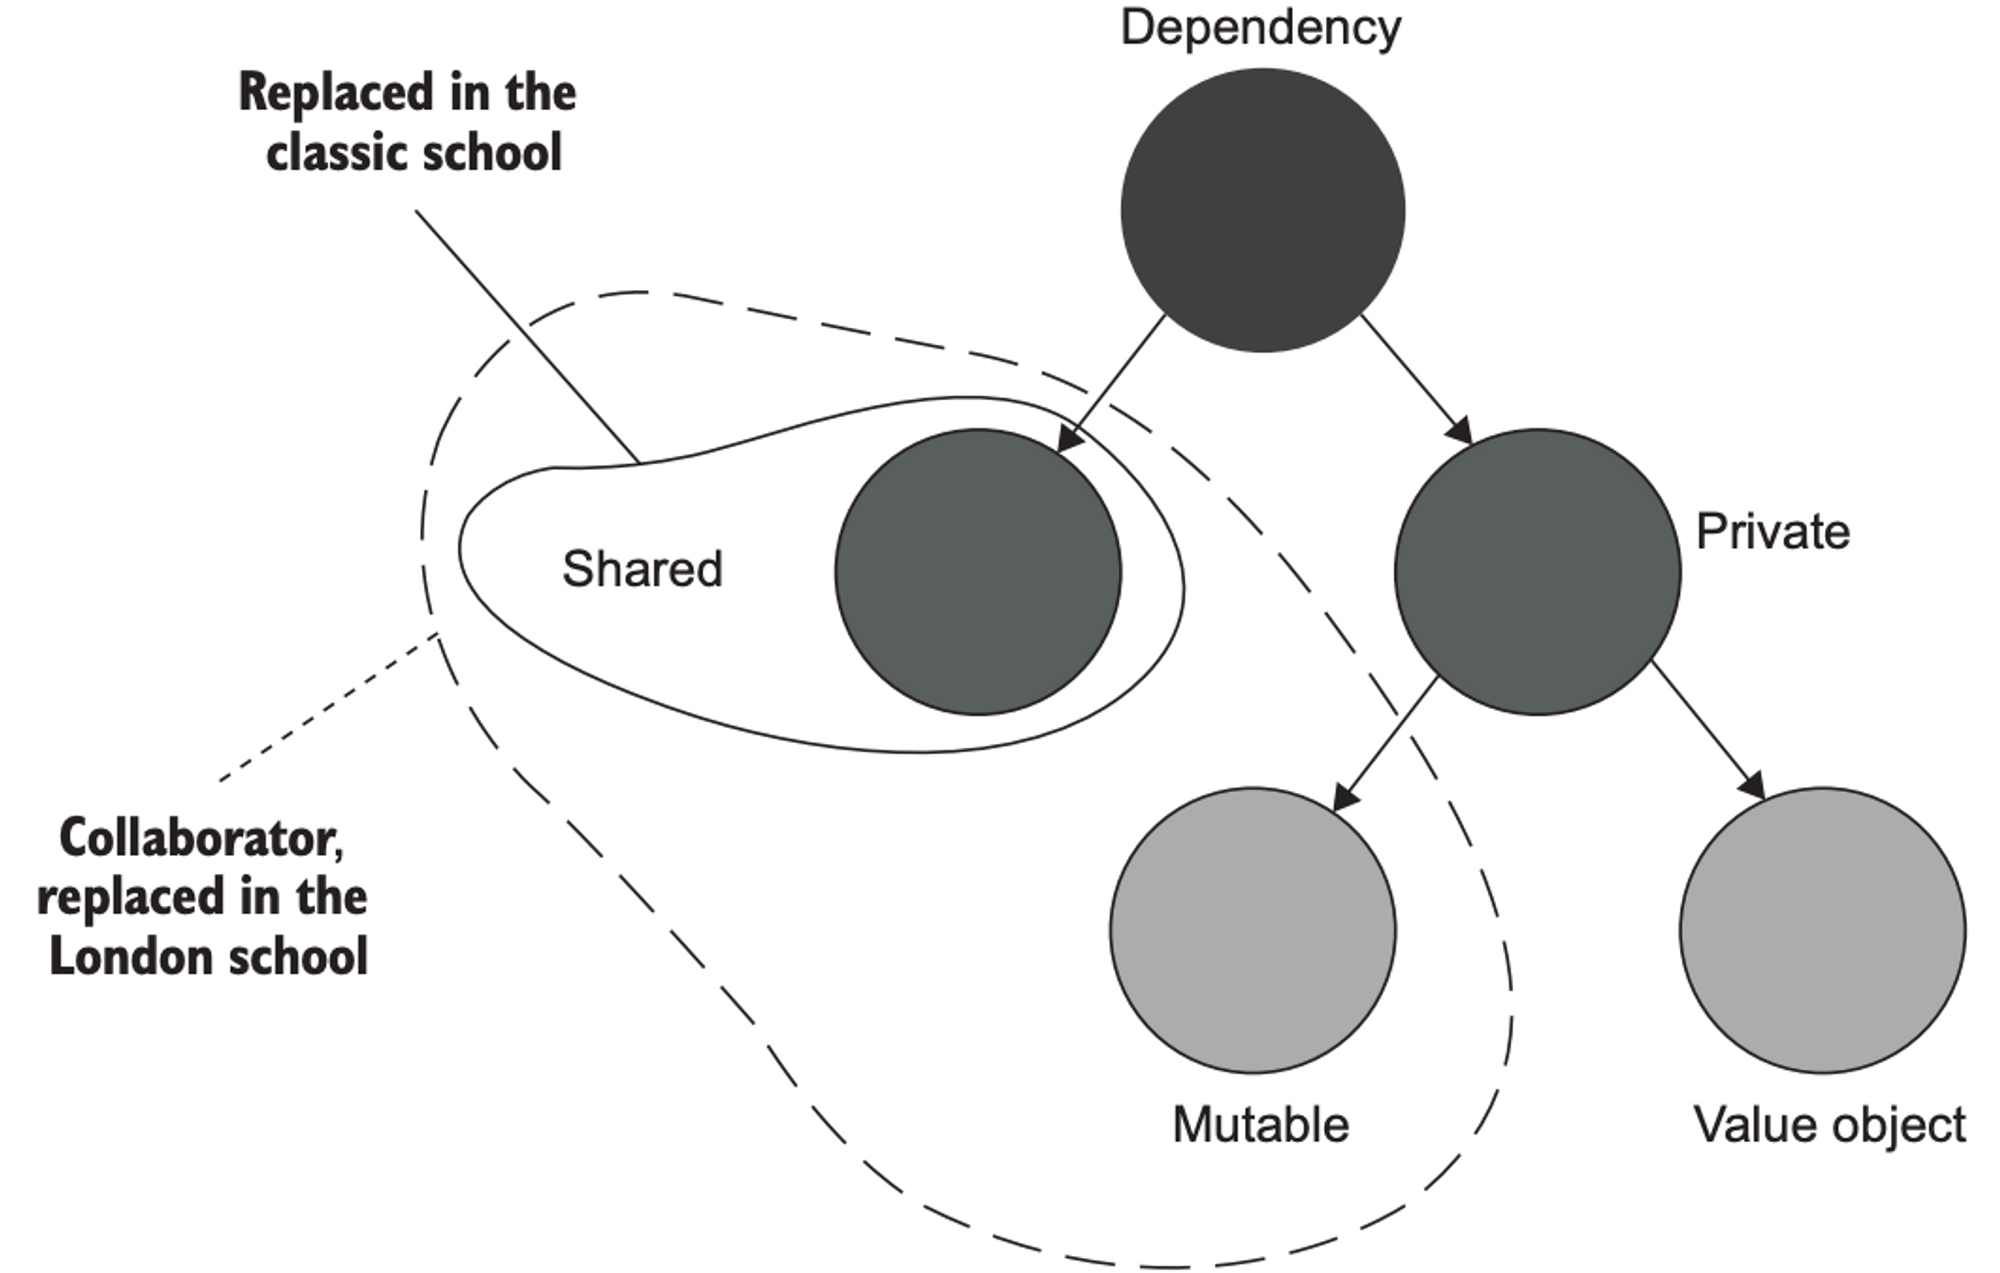 Dependency
Replaced in the
classic school
Shared
Private
Collaborator,
replaced in the
London school
Mutable
Value object